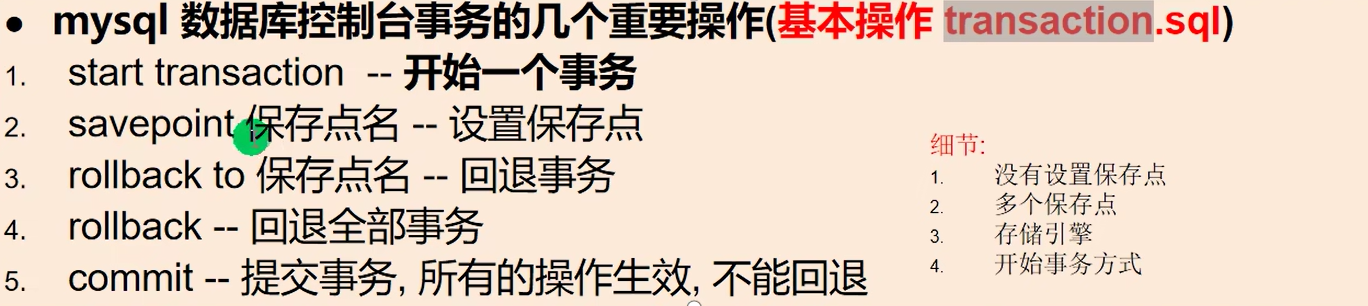 ● mysql 数据库控制台事务的几个重要操作(基本操作 transaction.sql)
1. start transaction -- 开始一个事务
2. savepoint 保存点名 -- 设置保存点
3. rollback to 保存点名 -- 回退事务
4. rollback -- 回退全部事务
5. commit -- 提交事务, 所有的操作生效, 不能回退
细节:
1. 没有设置保存点
2. 多个保存点
3. 存储引擎
4. 开始事务方式